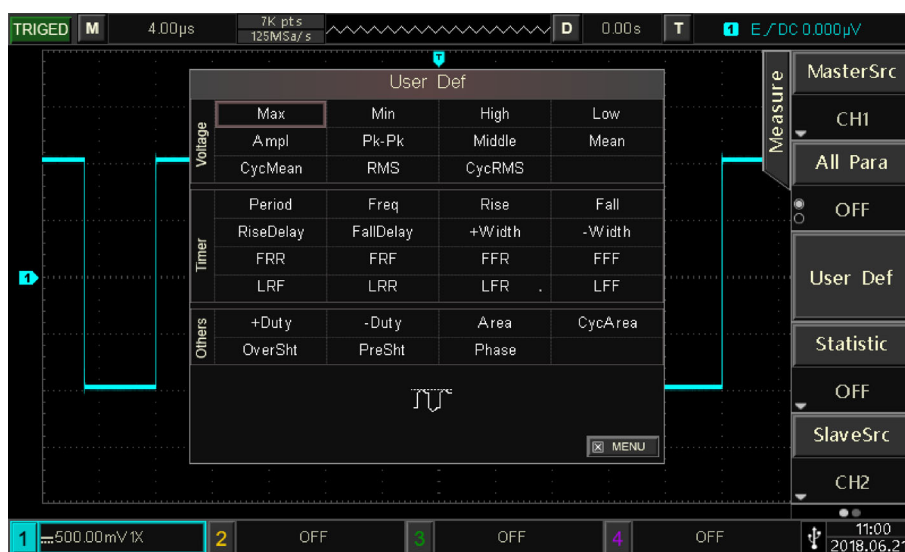 TRIGED M 4.00μs 7K pts D 0.00s T 1 E DC 0.000μV
125MSa/s
T
User Def
Voltage
Max Min High Low
Ampl Pk-Pk Middle Mean
CycMean RMS CycRMS
Timer
Period Freq Rise Fall
RiseDelay FallDelay +Width -Width
FRR FRF FFR FFF
LRF LRR LFR . LFF
Others
+Duty -Duty Area CycArea
OverSht PreSht Phase
MENU
1
Measure
MasterSrc
CH1
All Para
OFF
User Def
Statistic
OFF
SlaveSrc
CH2
1 500.00mV 1X 2 OFF 3 OFF 4 OFF
11:00
2018.06.21